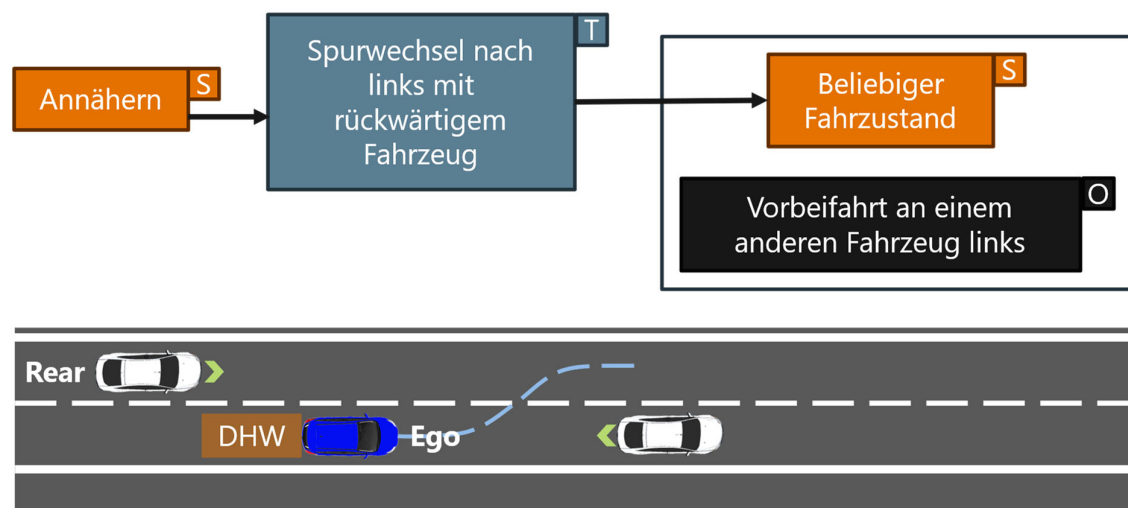 Annähern
S
Spurwechsel nach
links mit
rückwärtigem
Fahrzeug
T
Beliebiger
Fahrzustand
S
Vorbeifahrt an einem
anderen Fahrzeug links
O
Rear
DHW
Ego